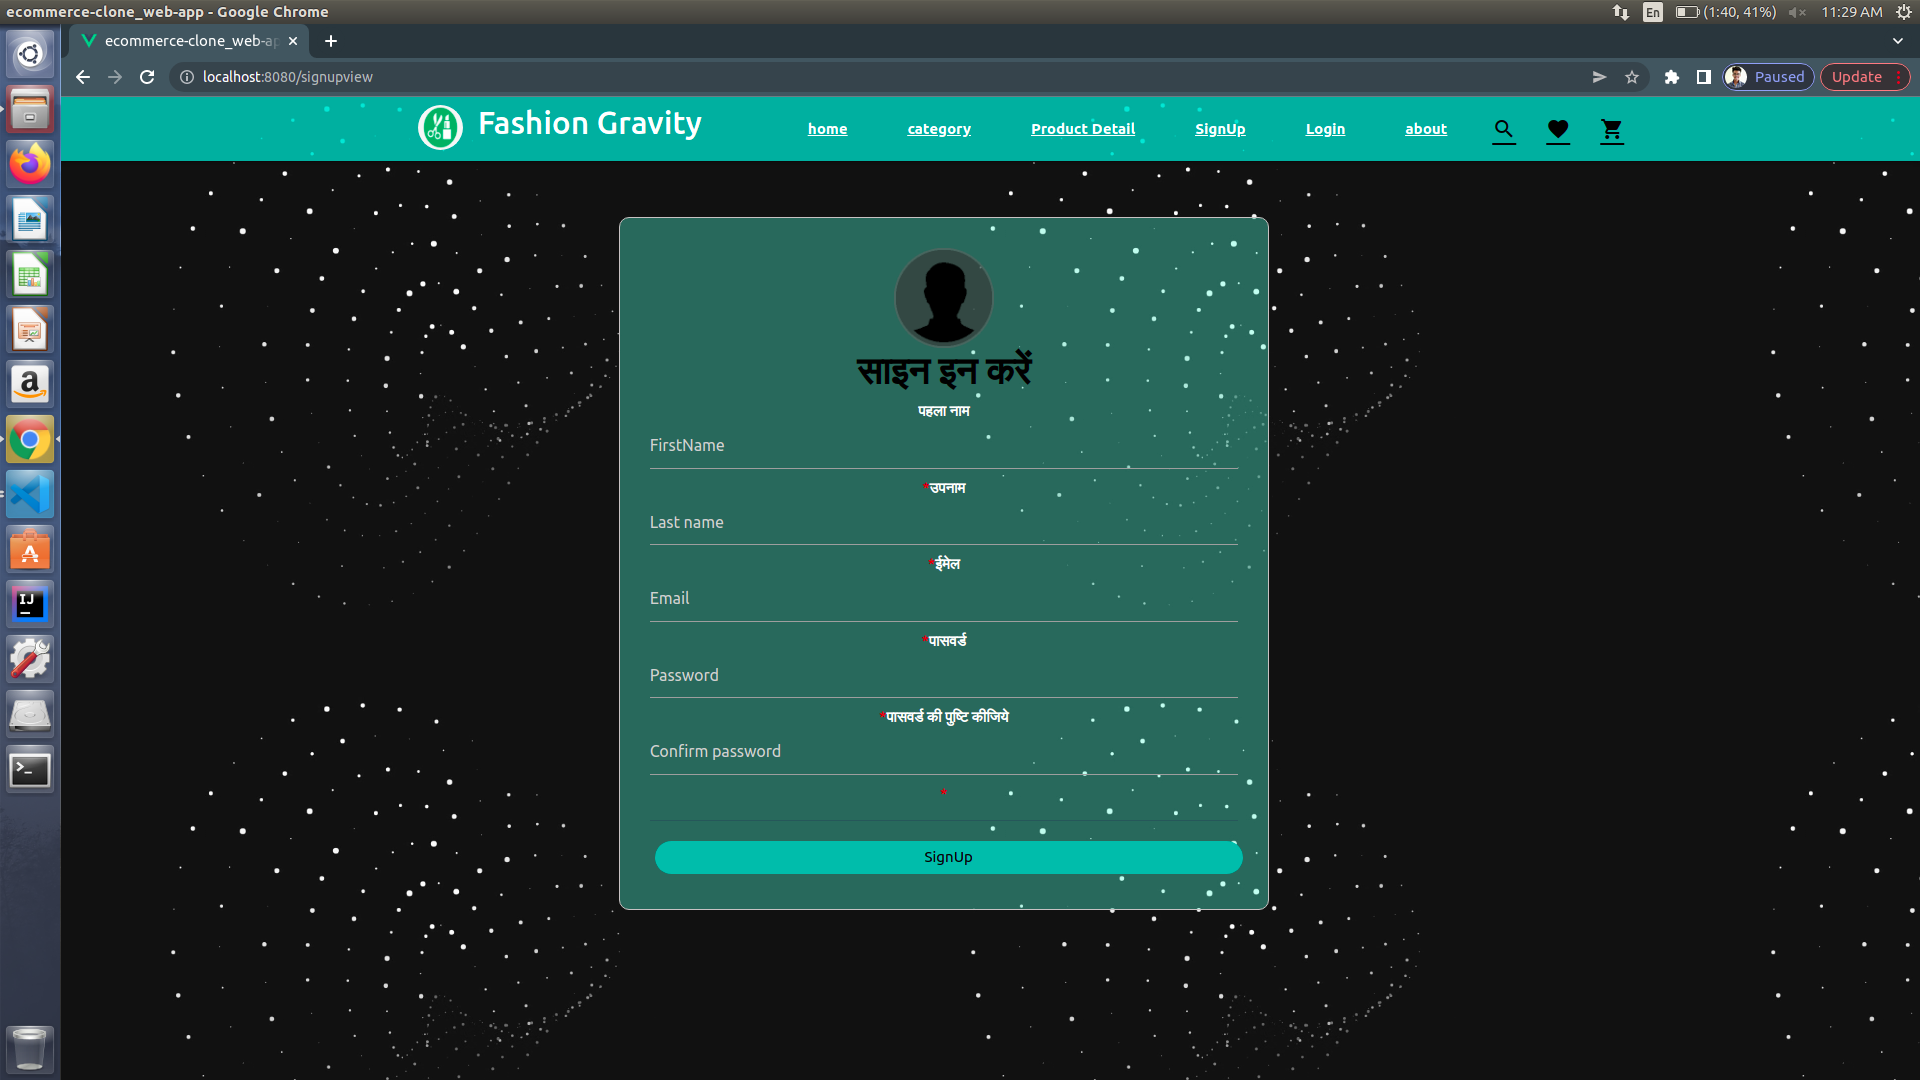 ecommerce-clone_web-app - Google Chrome
En (1:40, 41%) 11:29 AM
ecommerce-clone_web-ap
localhost:8080/signupview
Paused Update
Fashion Gravity home category Product Detail SignUp Login about
साइन इन करें
पहला नाम
FirstName
*उपनाम
Last name
*ईमेल
Email
*पासवर्ड
Password
*पासवर्ड की पुष्टि कीजिये
Confirm password
*
SignUp
a
A
IJ
>_